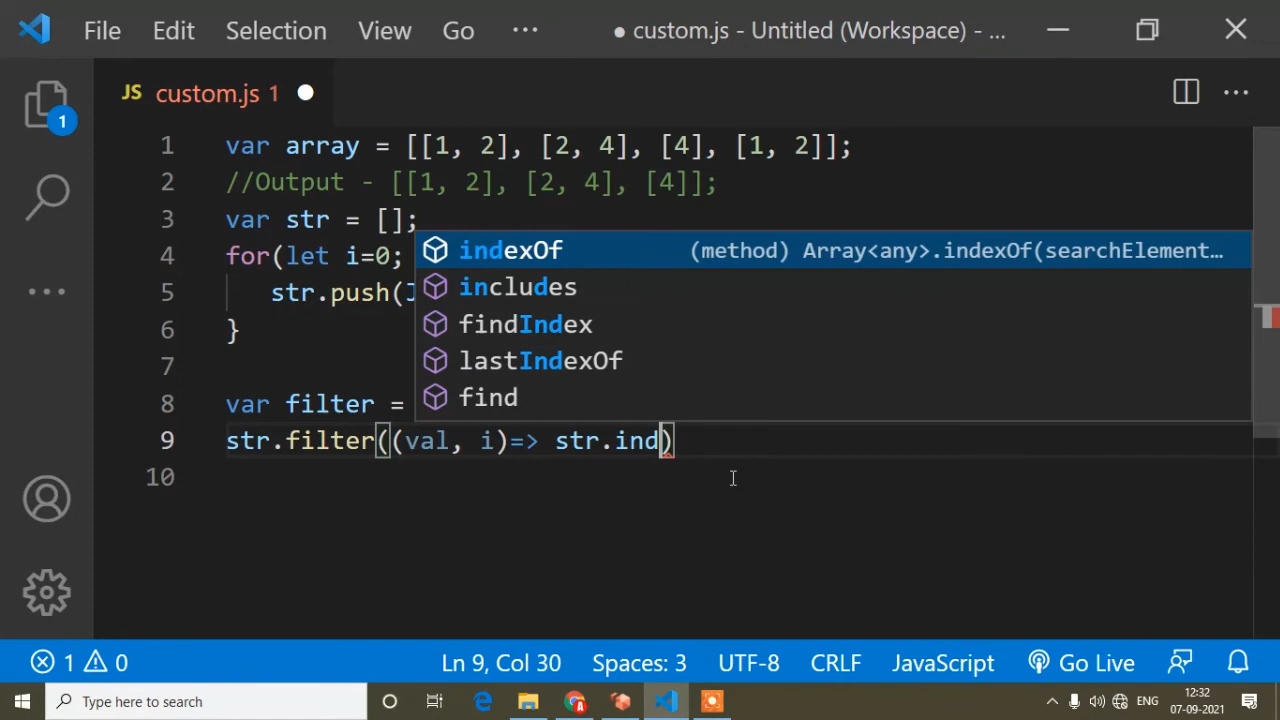 File Edit Selection View Go ··· ● custom.js - Untitled (Workspace) - ...
JS custom.js 1 ●
1 var array = [[1, 2], [2, 4], [4], [1, 2]];
2 //Output - [[1, 2], [2, 4], [4]];
3 var str = [];
4 for(let i=0;
indexOf (method) Array<any>.indexOf(searchElement…
5 str.push(J
includes
6 }
findIndex
7
lastIndexOf
8 var filter =
find
9 str.filter((val, i)=> str.ind)
10
1
1 0 Ln 9, Col 30 Spaces: 3 UTF-8 CRLF JavaScript Go Live
Type here to search
A
ENG
12:32
07-09-2021